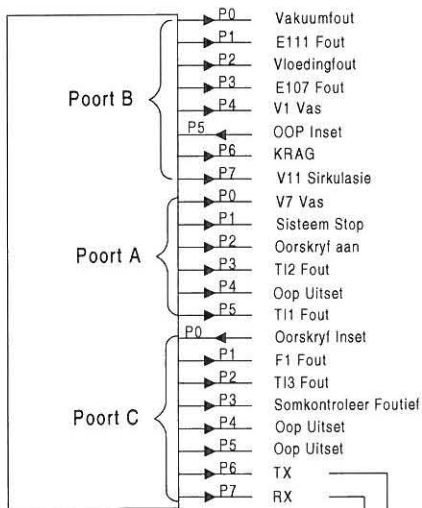 Poort B
P0 Vakuumfout
P1 E111 Fout
P2 Vloedingfout
P3 E107 Fout
P4 V1 Vas
P5 OOP Inset
P6 KRAG
P7 V11 Sirkulasie
Poort A
P0 V7 Vas
P1 Sisteem Stop
P2 Oorskryf aan
P3 TI2 Fout
P4 Oop Uitset
P5 TI1 Fout
Poort C
P0 Oorskryf Inset
P1 F1 Fout
P2 TI3 Fout
P3 Somkontroleer Foutief
P4 Oop Uitset
P5 Oop Uitset
P6 TX
P7 RX